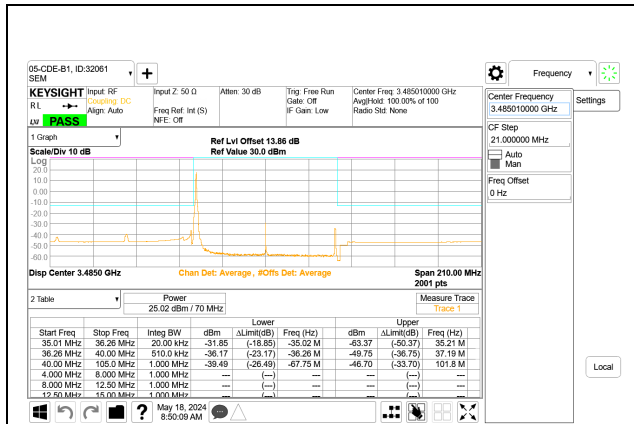 05-CDE-B1, ID:32061
SEM
+
Frequency
KEYSIGHT
R L
LXI PASS
Input: RF
Coupling: DC
Align: Auto
Input Z: 50 Ω
Freq Ref: Int (S)
NFE: Off
Atten: 30 dB
Trig: Free Run
Gate: Off
IF Gain: Low
Center Freq: 3.485010000 GHz
Avg|Hold: 100.00% of 100
Radio Std: None
Center Frequency
3.485010000 GHz
Settings
CF Step
21.000000 MHz
Auto
Man
Freq Offset
0 Hz
1 Graph
Scale/Div 10 dB
Ref Lvl Offset 13.86 dB
Ref Value 30.0 dBm
Log
20.0
10.0
0.00
-10.0
-20.0
-30.0
-40.0
-50.0
-60.0
Disp Center 3.4850 GHz
Chan Det: Average, #Offs Det: Average
Span 210.00 MHz
2001 pts
2 Table
Power
25.02 dBm / 70 MHz
Measure Trace
Trace 1
Lower Upper
Start Freq Stop Freq Integ BW dBm ΔLimit(dB) Freq (Hz) dBm ΔLimit(dB) Freq (Hz)
35.01 MHz 36.26 MHz 20.00 kHz -31.85 (-18.85) -35.02 M -63.37 (-50.37) 35.21 M
36.26 MHz 40.00 MHz 510.0 kHz -36.17 (-23.17) -36.26 M -49.75 (-36.75) 37.19 M
40.00 MHz 105.0 MHz 1.000 MHz -39.49 (-26.49) -67.75 M -46.70 (-33.70) 101.8 M
4.000 MHz 8.000 MHz 1.000 MHz --- (---) --- --- (---) ---
8.000 MHz 12.50 MHz 1.000 MHz --- (---) --- --- (---) ---
12.50 MHz 15.00 MHz 1.000 MHz --- (---) --- --- (---) ---
Local
?
May 18, 2024
8:50:09 AM